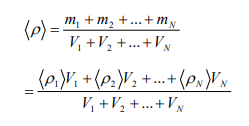 ⟨ρ⟩ = (m₁ + m₂ + ... + m_N) / (V₁ + V₂ + ... + V_N)
= (⟨ρ₁⟩V₁ + ⟨ρ₂⟩V₂ + ... + ⟨ρ_N⟩V_N) / (V₁ + V₂ + ... + V_N)